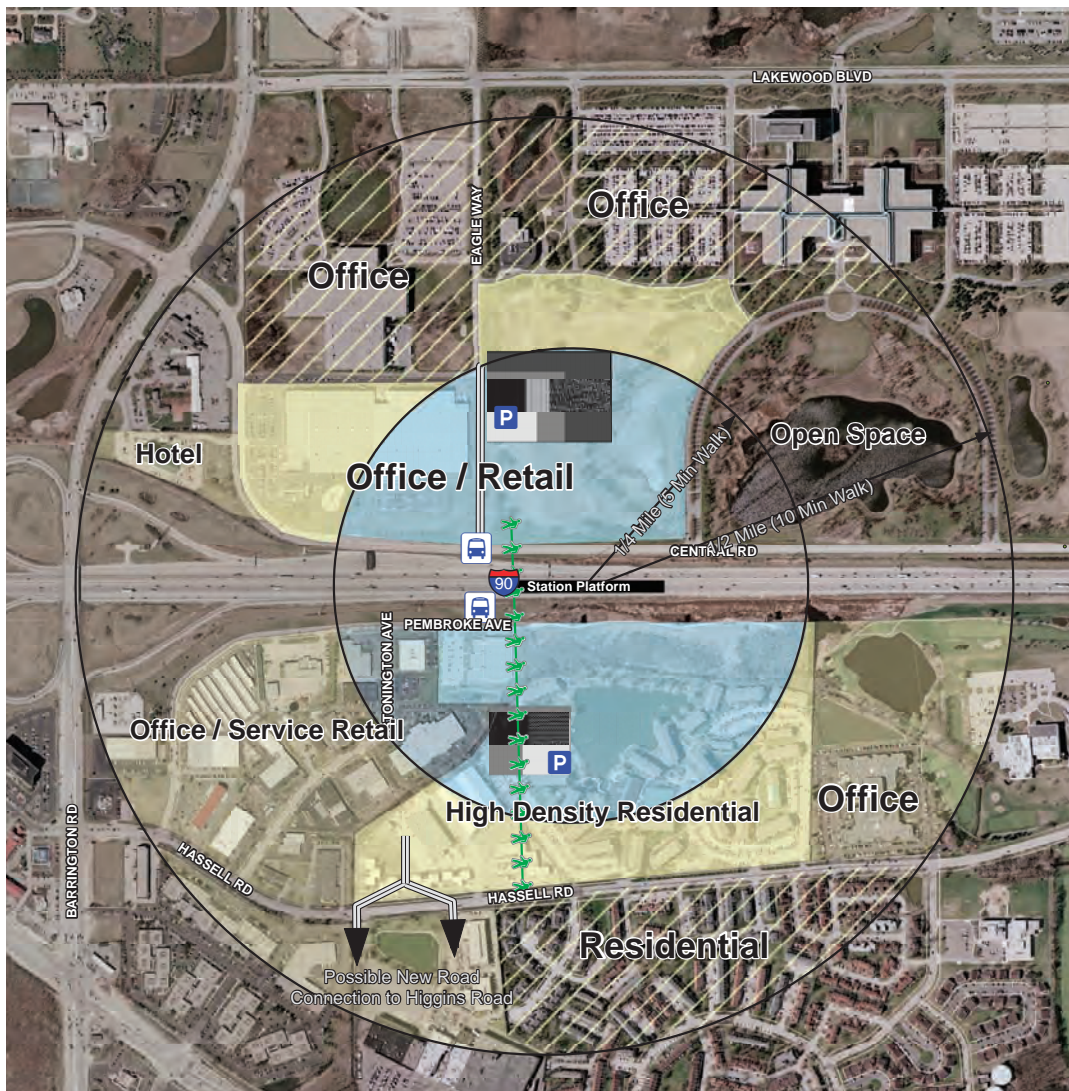 LAKEWOOD BLVD
Office
EAGLE WAY
Office
P
Hotel
Office / Retail
Open Space
1/4 Mile (5 Min Walk)
1/2 Mile (10 Min Walk)
CENTRAL RD
90
Station Platform
PEMBROKE AVE
TONINGTON AVE
Office / Service Retail
P
High Density Residential
Office
BARRINGTON RD
HASSELL RD
HASSELL RD
Residential
Possible New Road
Connection to Higgins Road